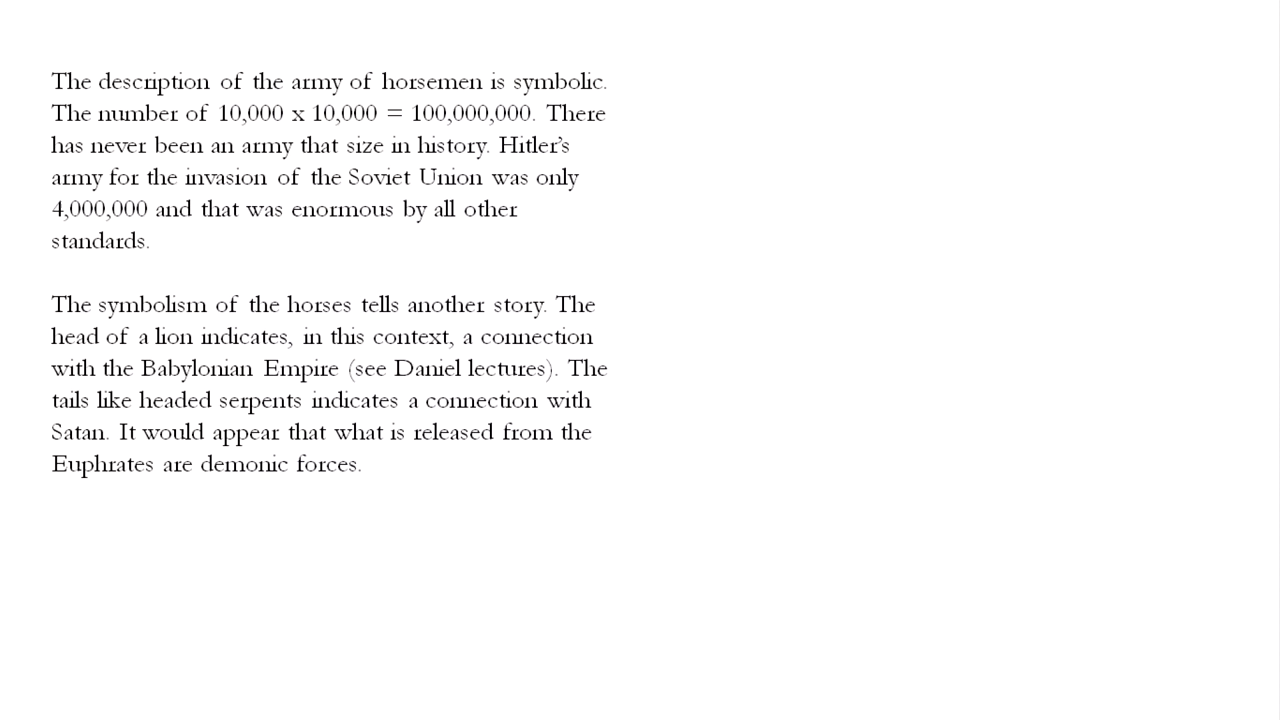 The description of the army of horsemen is symbolic.
The number of 10,000 x 10,000 = 100,000,000. There
has never been an army that size in history. Hitler’s
army for the invasion of the Soviet Union was only
4,000,000 and that was enormous by all other
standards.
The symbolism of the horses tells another story. The
head of a lion indicates, in this context, a connection
with the Babylonian Empire (see Daniel lectures). The
tails like headed serpents indicates a connection with
Satan. It would appear that what is released from the
Euphrates are demonic forces.